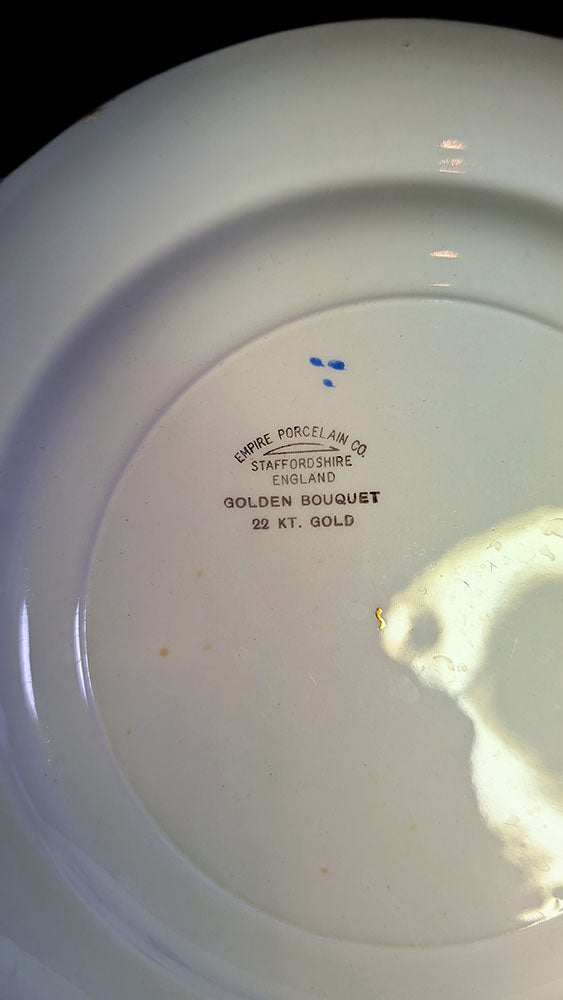 EMPIRE PORCELAIN CO.
STAFFORDSHIRE
ENGLAND
GOLDEN BOUQUET
22 KT. GOLD